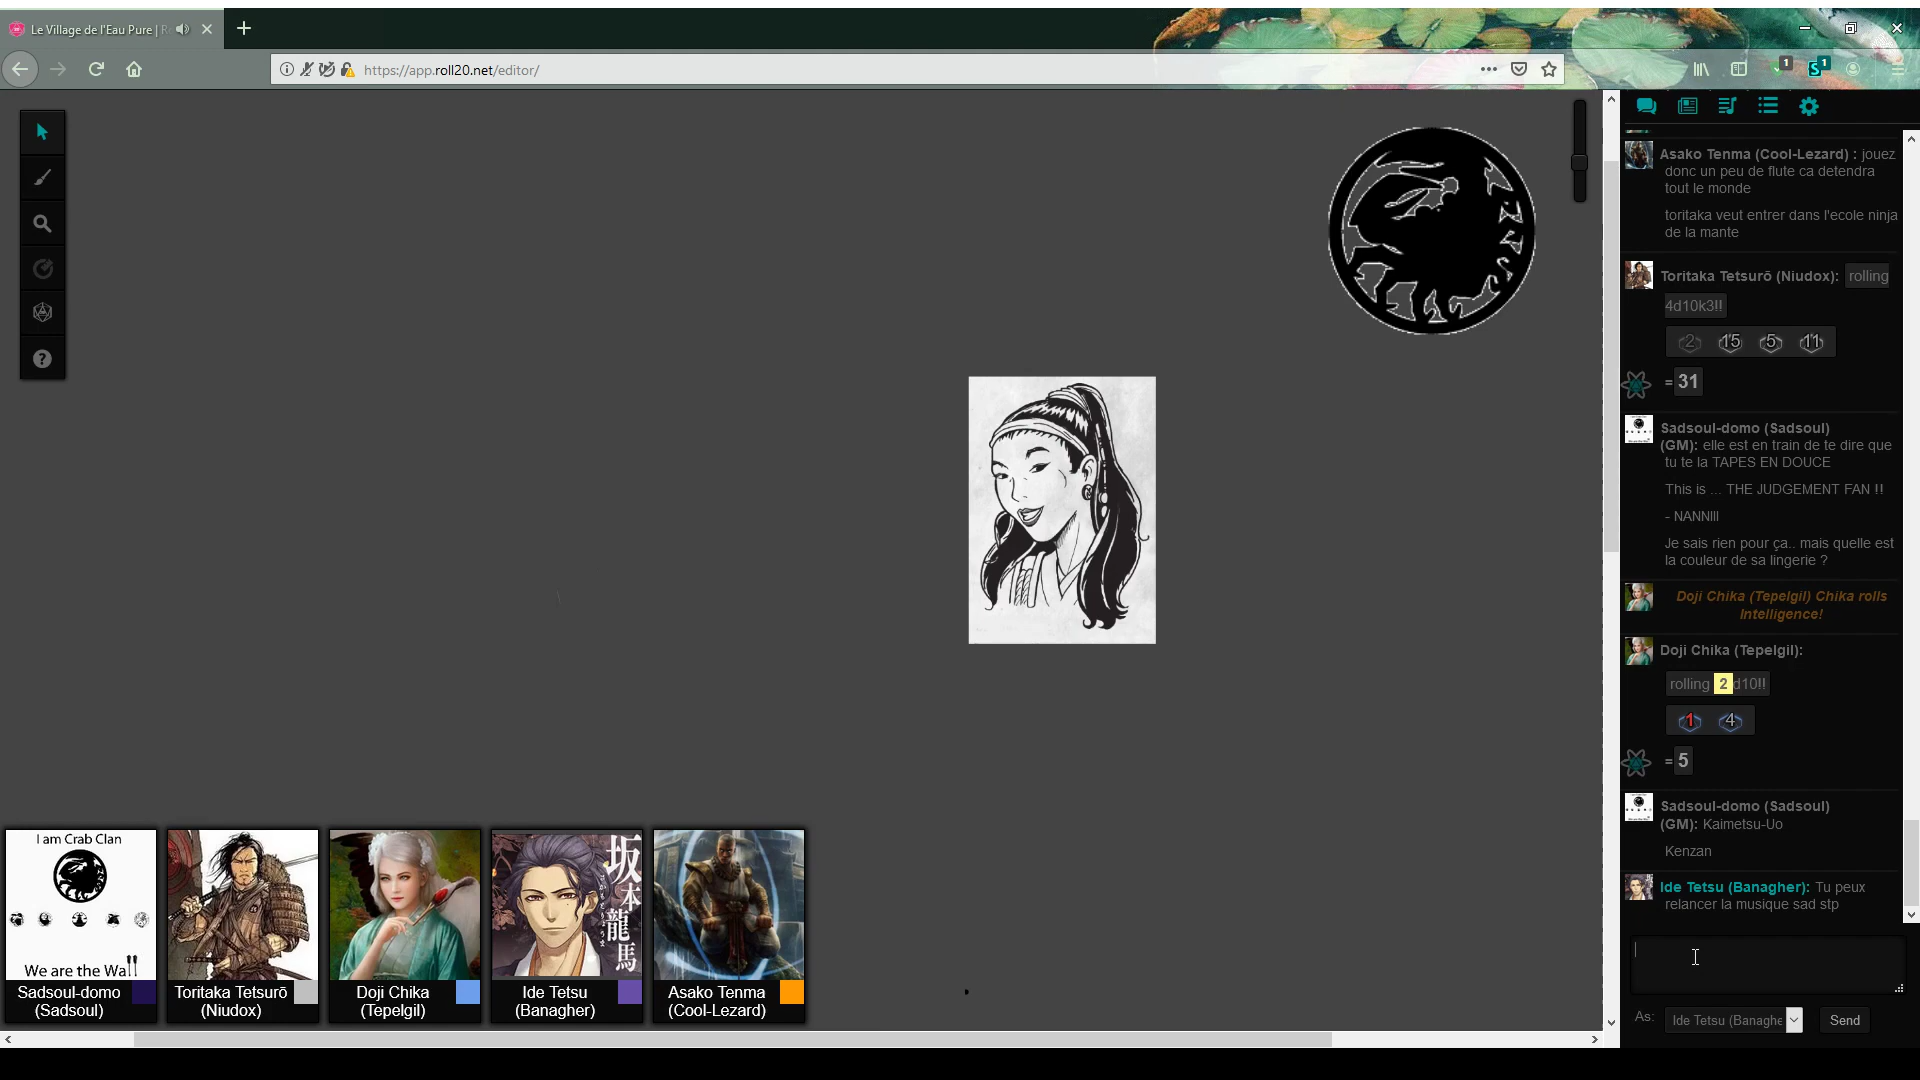 Le Village de l'Eau Pure |
https://app.roll20.net/editor/
1
1
Asako Tenma (Cool-Lezard) : jouez
donc un peu de flute ca detendra
tout le monde
toritaka veut entrer dans l'ecole ninja
de la mante
Toritaka Tetsurō (Niudox): rolling
4d10k3!!
2 15 5 11
=31
Sadsoul-domo (Sadsoul)
(GM): elle est en train de te dire que
tu te la TAPES EN DOUCE
This is ... THE JUDGEMENT FAN !!
- NANNIII
Je sais rien pour ça.. mais quelle est
la couleur de sa lingerie ?
Doji Chika (Tepelgil) Chika rolls
Intelligence!
Doji Chika (Tepelgil):
rolling 2d10!!
1 4
=5
Sadsoul-domo (Sadsoul)
(GM): Kaimetsu-Uo
Kenzan
Ide Tetsu (Banagher): Tu peux
relancer la musique sad stp
As: Ide Tetsu (Banaghe Send
I am Crab Clan
We are the Wall
坂本龍馬
Sadsoul-domo
(Sadsoul)
Toritaka Tetsurō
(Niudox)
Doji Chika
(Tepelgil)
Ide Tetsu
(Banagher)
Asako Tenma
(Cool-Lezard)